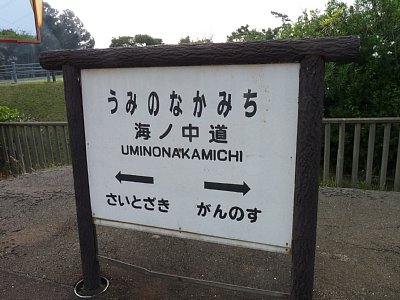 うみのなかみち
海ノ中道
UMINONAKAMICHI
← →
さいとざき がんのす